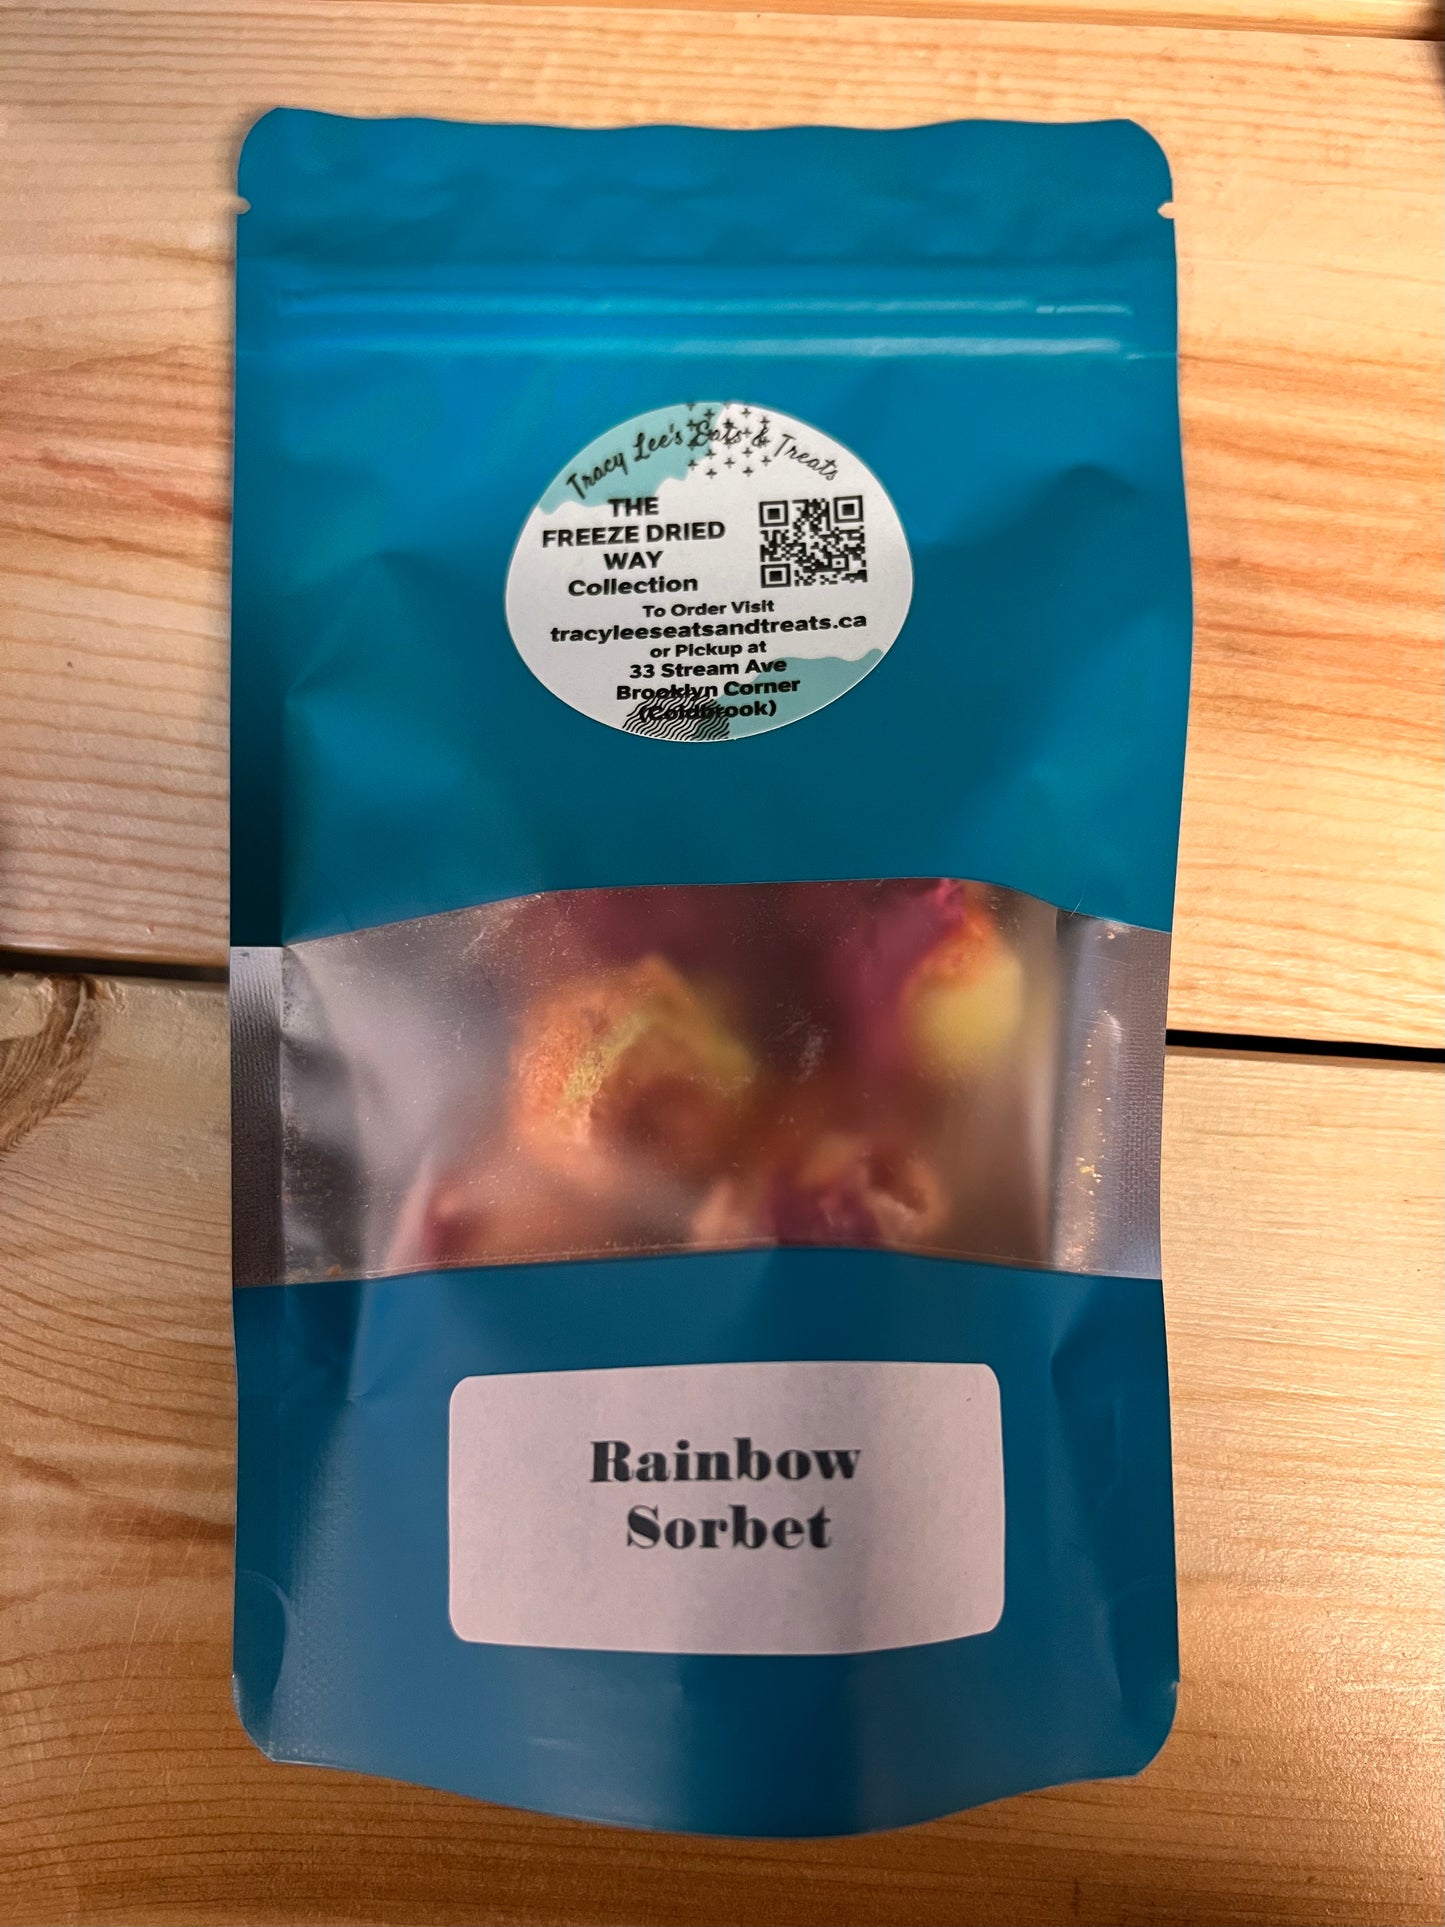 Tracy Lee's Eats & Treats
THE
FREEZE DRIED
WAY
Collection
To Order Visit
tracyleeseatsandtreats.ca
or Pickup at
33 Stream Ave
Brooklyn Corner
(Coldbrook)
Rainbow
Sorbet